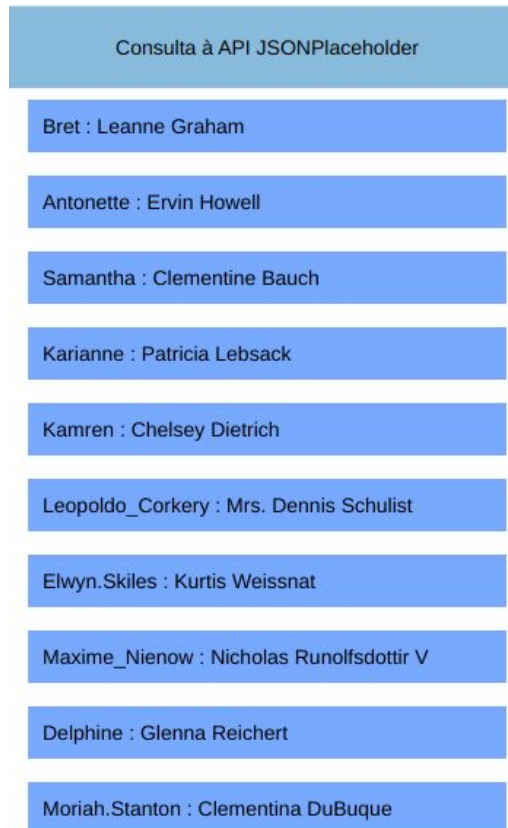 Consulta à API JSONPlaceholder
Bret : Leanne Graham
Antonette : Ervin Howell
Samantha : Clementine Bauch
Karianne : Patricia Lebsack
Kamren : Chelsey Dietrich
Leopoldo_Corkery : Mrs. Dennis Schulist
Elwyn.Skiles : Kurtis Weissnat
Maxime_Nienow : Nicholas Runolfsdottir V
Delphine : Glenna Reichert
Moriah.Stanton : Clementina DuBuque